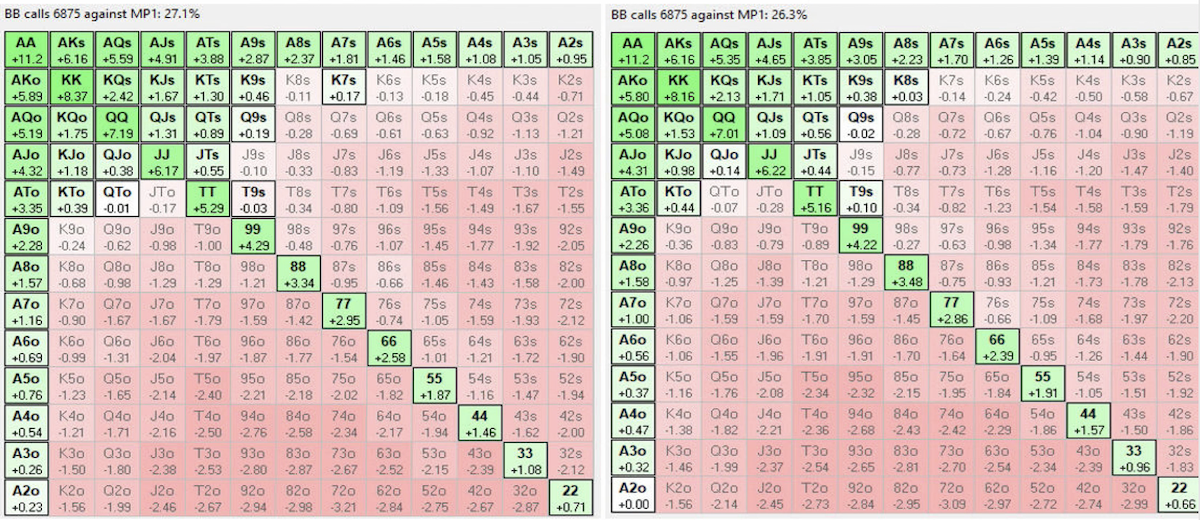 BB calls 6875 against MP1: 27.1%
AA AKs AQs AJs ATs A9s A8s A7s A6s A5s A4s A3s A2s
+11.2 +6.16 +5.59 +4.91 +3.88 +2.87 +2.37 +1.81 +1.46 +1.58 +1.08 +1.05 +0.95
AKo KK KQs KJs KTs K9s K8s K7s K6s K5s K4s K3s K2s
+5.89 +8.37 +2.42 +1.67 +1.30 +0.46 -0.11 +0.17 -0.13 -0.18 -0.45 -0.44 -0.71
AQo KQo QQ QJs QTs Q9s Q8s Q7s Q6s Q5s Q4s Q3s Q2s
+5.19 +1.75 +7.19 +1.31 +0.89 +0.19 -0.28 -0.69 -0.61 -0.63 -0.92 -1.13 -1.21
AJo KJo QJo JJ JTs J9s J8s J7s J6s J5s J4s J3s J2s
+4.32 +1.18 +0.38 +6.17 +0.55 -0.10 -0.33 -0.83 -1.19 -1.33 -1.07 -1.10 -1.49
ATo KTo QTo JTo TT T9s T8s T7s T6s T5s T4s T3s T2s
+3.35 +0.39 -0.01 -0.17 +5.29 -0.03 -0.34 -0.80 -1.09 -1.56 -1.49 -1.67 -1.55
A9o K9o Q9o J9o T9o 99 98s 97s 96s 95s 94s 93s 92s
+2.28 -0.24 -0.62 -0.98 -1.00 +4.29 -0.48 -0.76 -1.07 -1.45 -1.77 -1.92 -2.05
A8o K8o Q8o J8o T8o 98o 88 87s 86s 85s 84s 83s 82s
+1.57 -0.68 -0.98 -1.29 -1.29 -1.21 +3.34 -0.95 -0.66 -1.46 -1.43 -1.58 -2.00
A7o K7o Q7o J7o T7o 97o 87o 77 76s 75s 74s 73s 72s
+1.16 -0.90 -1.67 -1.67 -1.79 -1.59 -1.42 +2.95 -0.74 -1.05 -1.59 -1.93 -2.12
A6o K6o Q6o J6o T6o 96o 86o 76o 66 65s 64s 63s 62s
+0.69 -0.99 -1.31 -2.04 -1.97 -1.87 -1.77 -1.54 +2.58 -1.01 -1.21 -1.72 -1.90
A5o K5o Q5o J5o T5o 95o 85o 75o 65o 55 54s 53s 52s
+0.76 -1.23 -1.65 -2.14 -2.40 -2.21 -2.18 -2.02 -1.82 +1.87 -1.16 -1.47 -1.94
A4o K4o Q4o J4o T4o 94o 84o 74o 64o 54o 44 43s 42s
+0.54 -1.21 -1.71 -2.16 -2.50 -2.76 -2.58 -2.34 -2.17 -1.94 +1.46 -1.62 -2.00
A3o K3o Q3o J3o T3o 93o 83o 73o 63o 53o 43o 33 32s
+0.26 -1.50 -1.80 -2.38 -2.53 -2.80 -2.87 -2.67 -2.52 -2.15 -2.39 +1.08 -2.12
A2o K2o Q2o J2o T2o 92o 82o 72o 62o 52o 42o 32o 22
+0.23 -1.56 -1.99 -2.46 -2.67 -2.94 -2.98 -3.21 -2.84 -2.75 -2.67 -2.87 +0.71
BB calls 6875 against MP1: 26.3%
AA AKs AQs AJs ATs A9s A8s A7s A6s A5s A4s A3s A2s
+11.2 +6.16 +5.35 +4.65 +3.85 +3.05 +2.23 +1.70 +1.26 +1.39 +1.14 +0.90 +0.85
AKo KK KQs KJs KTs K9s K8s K7s K6s K5s K4s K3s K2s
+5.80 +8.16 +2.13 +1.71 +1.05 +0.38 +0.03 -0.14 -0.24 -0.42 -0.50 -0.58 -0.67
AQo KQo QQ QJs QTs Q9s Q8s Q7s Q6s Q5s Q4s Q3s Q2s
+5.08 +1.53 +7.01 +1.09 +0.56 -0.02 -0.28 -0.72 -0.67 -0.76 -1.04 -0.90 -1.19
AJo KJo QJo JJ JTs J9s J8s J7s J6s J5s J4s J3s J2s
+4.31 +0.98 +0.14 +6.22 +0.44 -0.15 -0.77 -0.73 -1.28 -1.16 -1.20 -1.47 -1.40
ATo KTo QTo JTo TT T9s T8s T7s T6s T5s T4s T3s T2s
+3.36 +0.44 -0.07 -0.28 +5.16 +0.10 -0.34 -0.82 -1.23 -1.54 -1.58 -1.59 -1.79
A9o K9o Q9o J9o T9o 99 98s 97s 96s 95s 94s 93s 92s
+2.26 -0.36 -0.83 -0.79 -0.89 +4.22 -0.27 -0.63 -0.98 -1.34 -1.77 -1.79 -1.76
A8o K8o Q8o J8o T8o 98o 88 87s 86s 85s 84s 83s 82s
+1.58 -0.97 -1.25 -1.39 -1.21 -1.29 +3.48 -0.75 -0.93 -1.21 -1.73 -1.78 -2.13
A7o K7o Q7o J7o T7o 97o 87o 77 76s 75s 74s 73s 72s
+1.00 -1.06 -1.70 -1.59 -1.59 -1.70 -1.45 +2.86 -0.66 -1.09 -1.68 -1.97 -2.20
A6o K6o Q6o J6o T6o 96o 86o 76o 66 65s 64s 63s 62s
+0.56 -1.06 -1.55 -1.96 -1.91 -1.91 -1.70 -1.64 +2.39 -0.95 -1.26 -1.44 -1.90
A5o K5o Q5o J5o T5o 95o 85o 75o 65o 55 54s 53s 52s
+0.37 -1.16 -1.76 -2.08 -2.34 -2.32 -2.15 -1.95 -1.84 +1.91 -1.05 -1.51 -1.92
A4o K4o Q4o J4o T4o 94o 84o 74o 64o 54o 44 43s 42s
+0.47 -1.38 -1.82 -2.21 -2.36 -2.68 -2.43 -2.42 -2.29 -1.86 +1.57 -1.50 -1.86
A3o K3o Q3o J3o T3o 93o 83o 73o 63o 53o 43o 33 32s
+0.32 -1.46 -1.99 -2.37 -2.54 -2.65 -2.81 -2.70 -2.54 -2.34 -2.39 +0.96 -1.83
A2o K2o Q2o J2o T2o 92o 82o 72o 62o 52o 42o 32o 22
+0.00 -1.56 -2.14 -2.45 -2.73 -2.84 -2.95 -3.09 -2.97 -2.72 -2.74 -2.99 +0.66